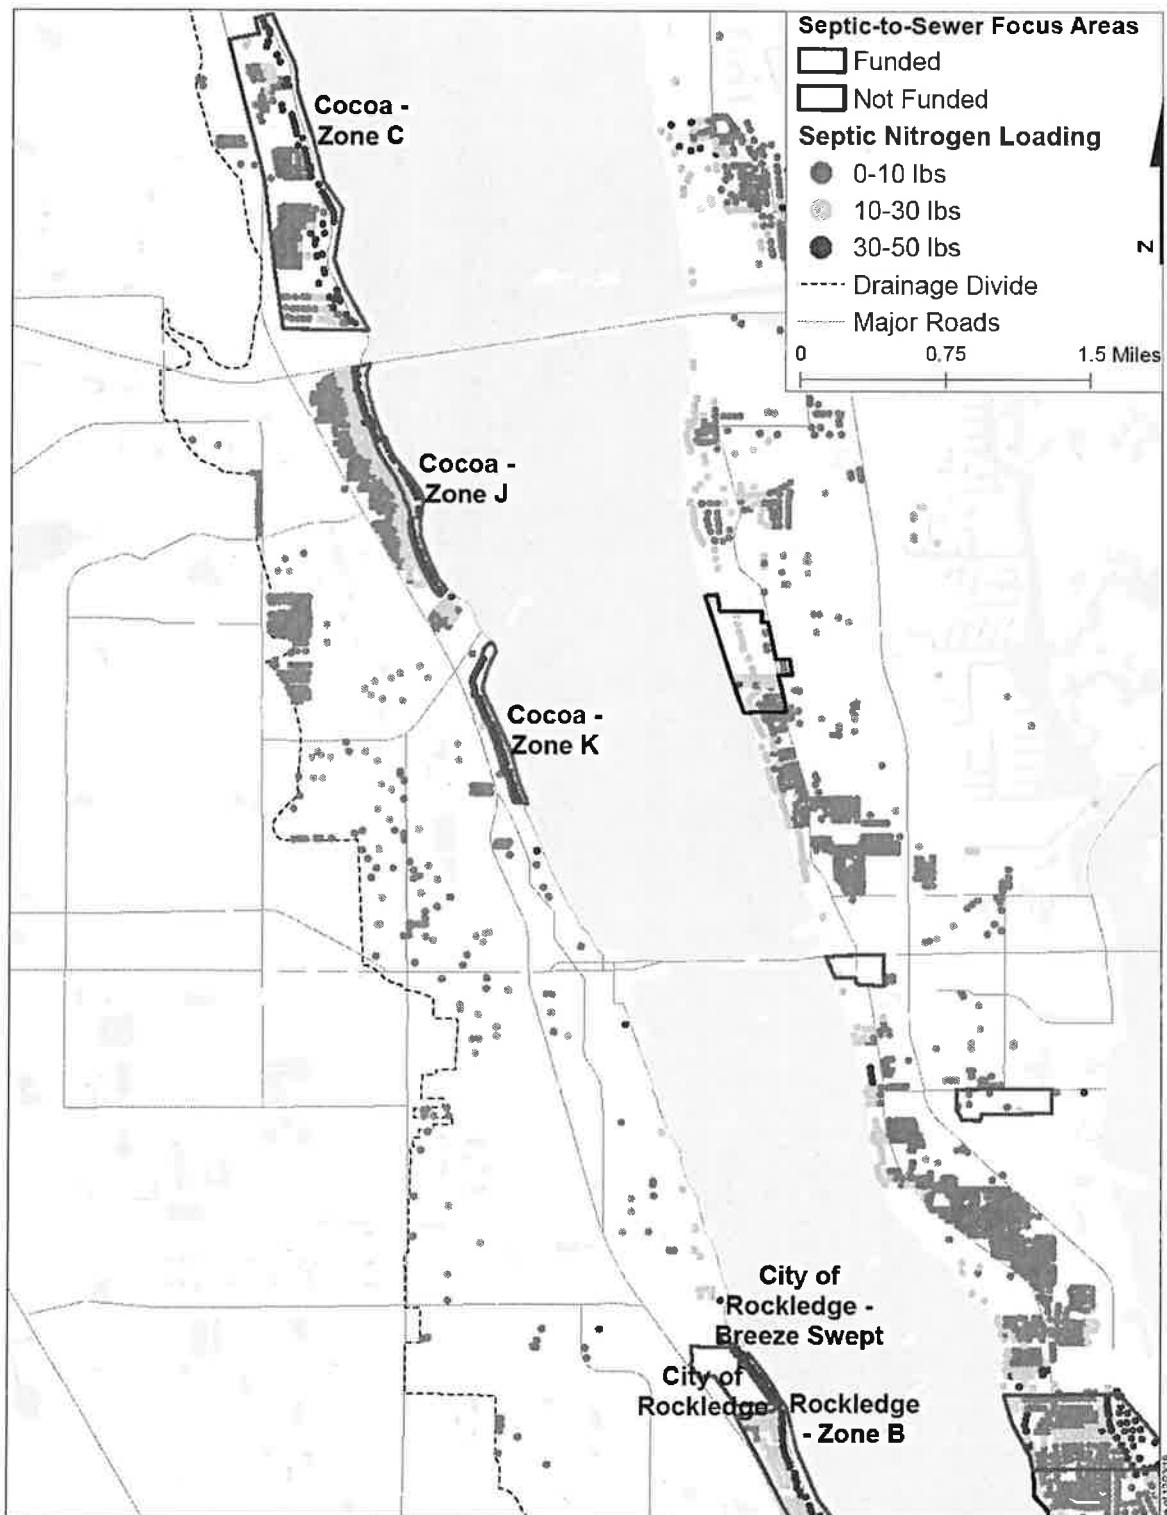 Septic-to-Sewer Focus Areas
Funded
Not Funded
Septic Nitrogen Loading
0-10 lbs
10-30 lbs
30-50 lbs
Drainage Divide
Major Roads
0 0.75 1.5 Miles
N
Cocoa -
Zone C
Cocoa -
Zone J
Cocoa -
Zone K
City of
Rockledge -
Breeze Swept
City of
Rockledge
Rockledge
- Zone B